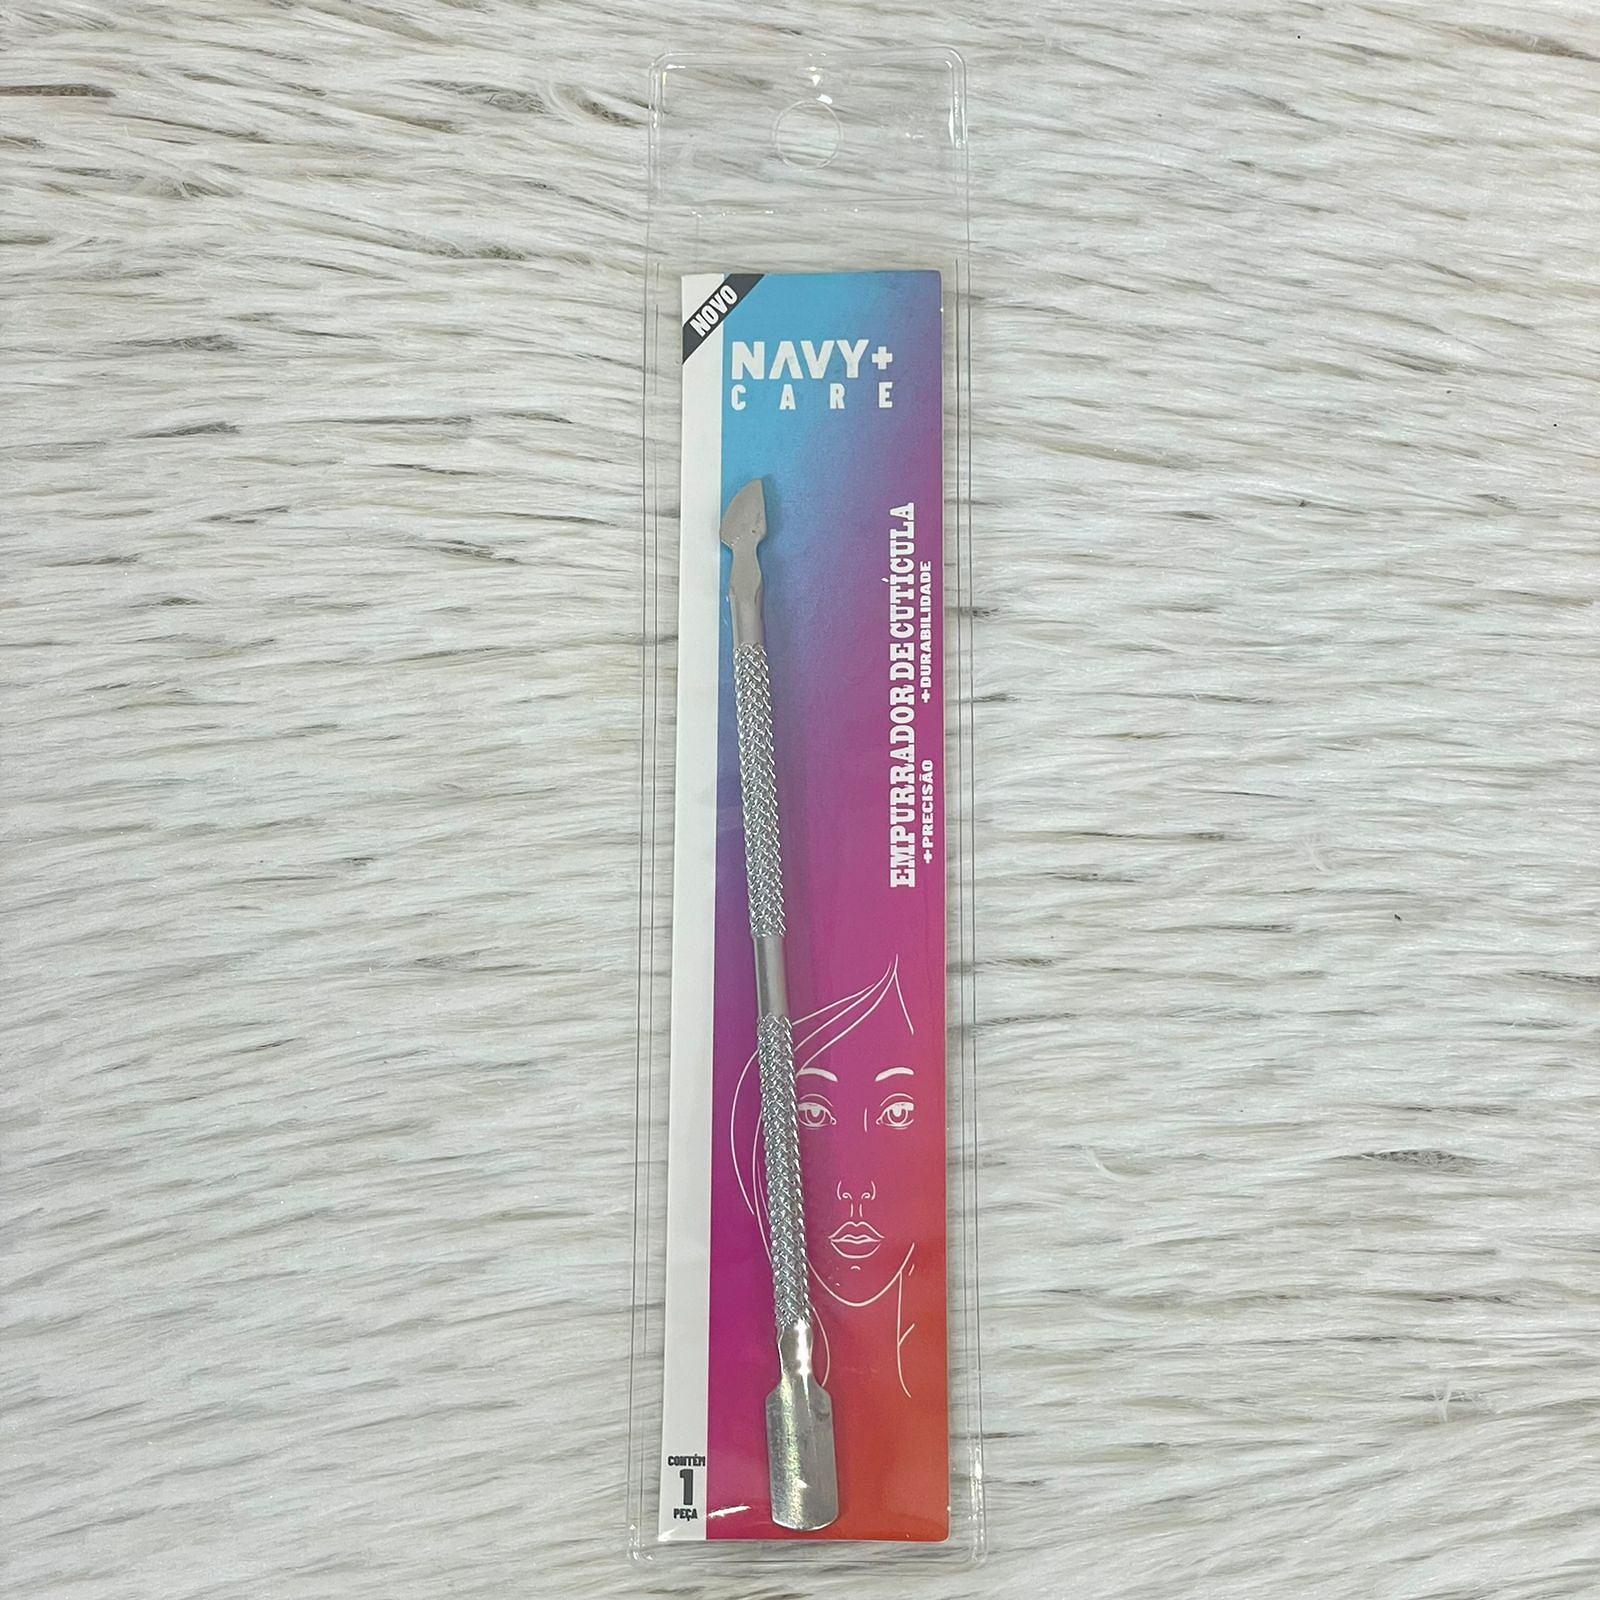 NOVO
NAVY+
CARE
EMPURRADOR DE CUTÍCULA
+PRECISÃO +DURABILIDADE
CONTÉM
1
PEÇA